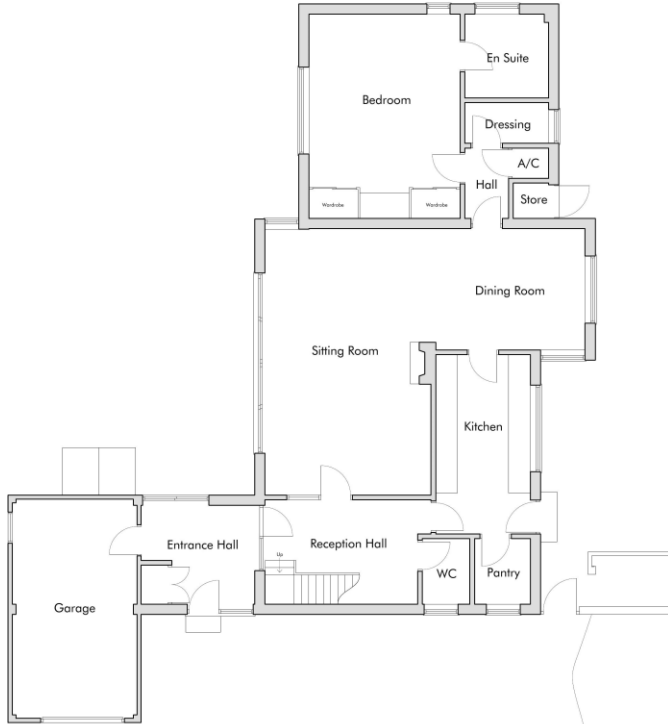 En Suite
Bedroom
Dressing
A/C
Hall
Store
Wardrobe
Wardrobe
Dining Room
Sitting Room
Kitchen
Entrance Hall
Reception Hall
Up
WC
Pantry
Garage